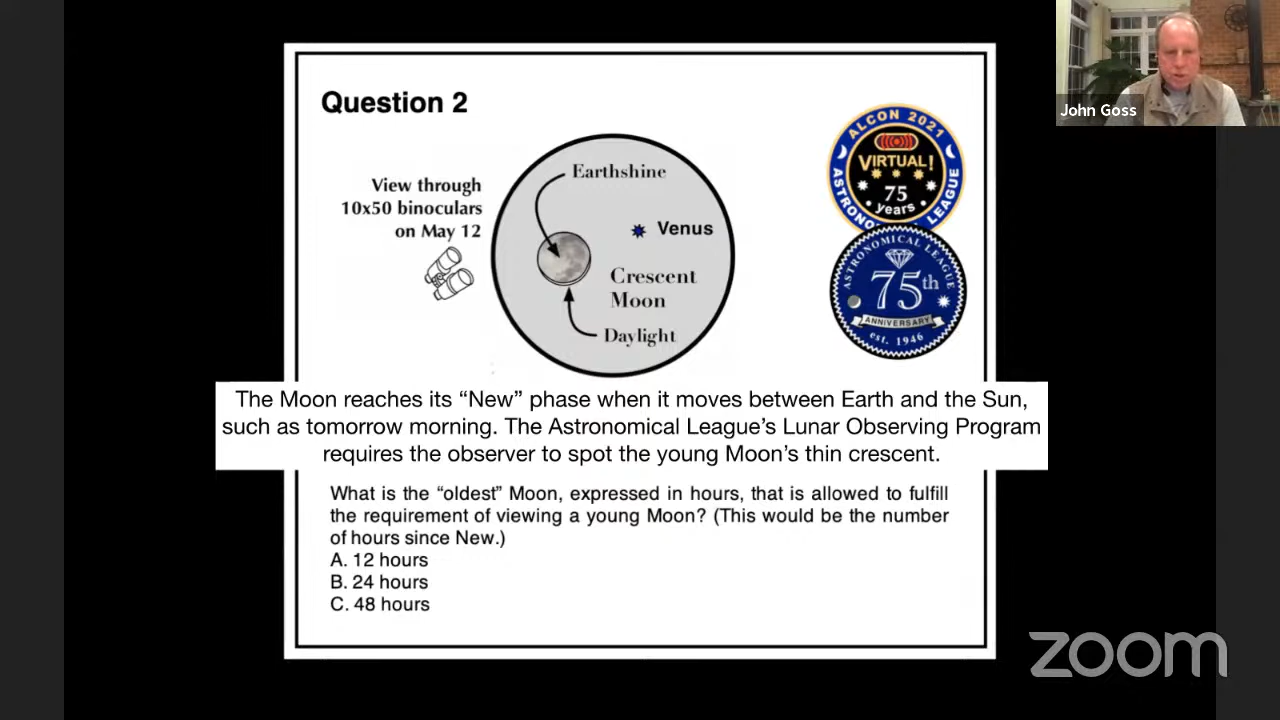 Question 2
View through
10x50 binoculars
on May 12
Earthshine
Venus
Crescent
Moon
Daylight
ALCON 2021
VIRTUAL!
75
years
ASTRONO LEAGUE
ASTRONOMICAL LEAGUE
75th
ANNIVERSARY
est. 1946
John Goss
The Moon reaches its “New” phase when it moves between Earth and the Sun,
such as tomorrow morning. The Astronomical League’s Lunar Observing Program
requires the observer to spot the young Moon’s thin crescent.
What is the “oldest” Moon, expressed in hours, that is allowed to fulfill
the requirement of viewing a young Moon? (This would be the number
of hours since New.)
A. 12 hours
B. 24 hours
C. 48 hours
zoom